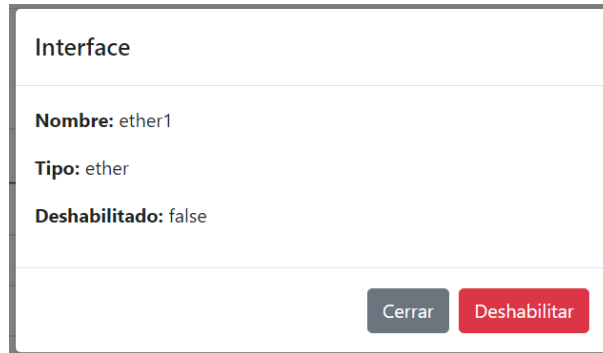 Interface
Nombre: ether1
Tipo: ether
Deshabilitado: false
Cerrar Deshabilitar